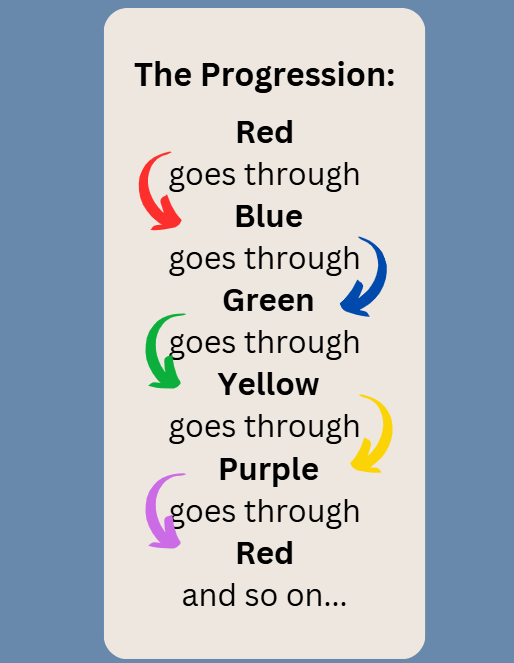 The Progression:
Red
goes through
Blue
goes through
Green
goes through
Yellow
goes through
Purple
goes through
Red
and so on...